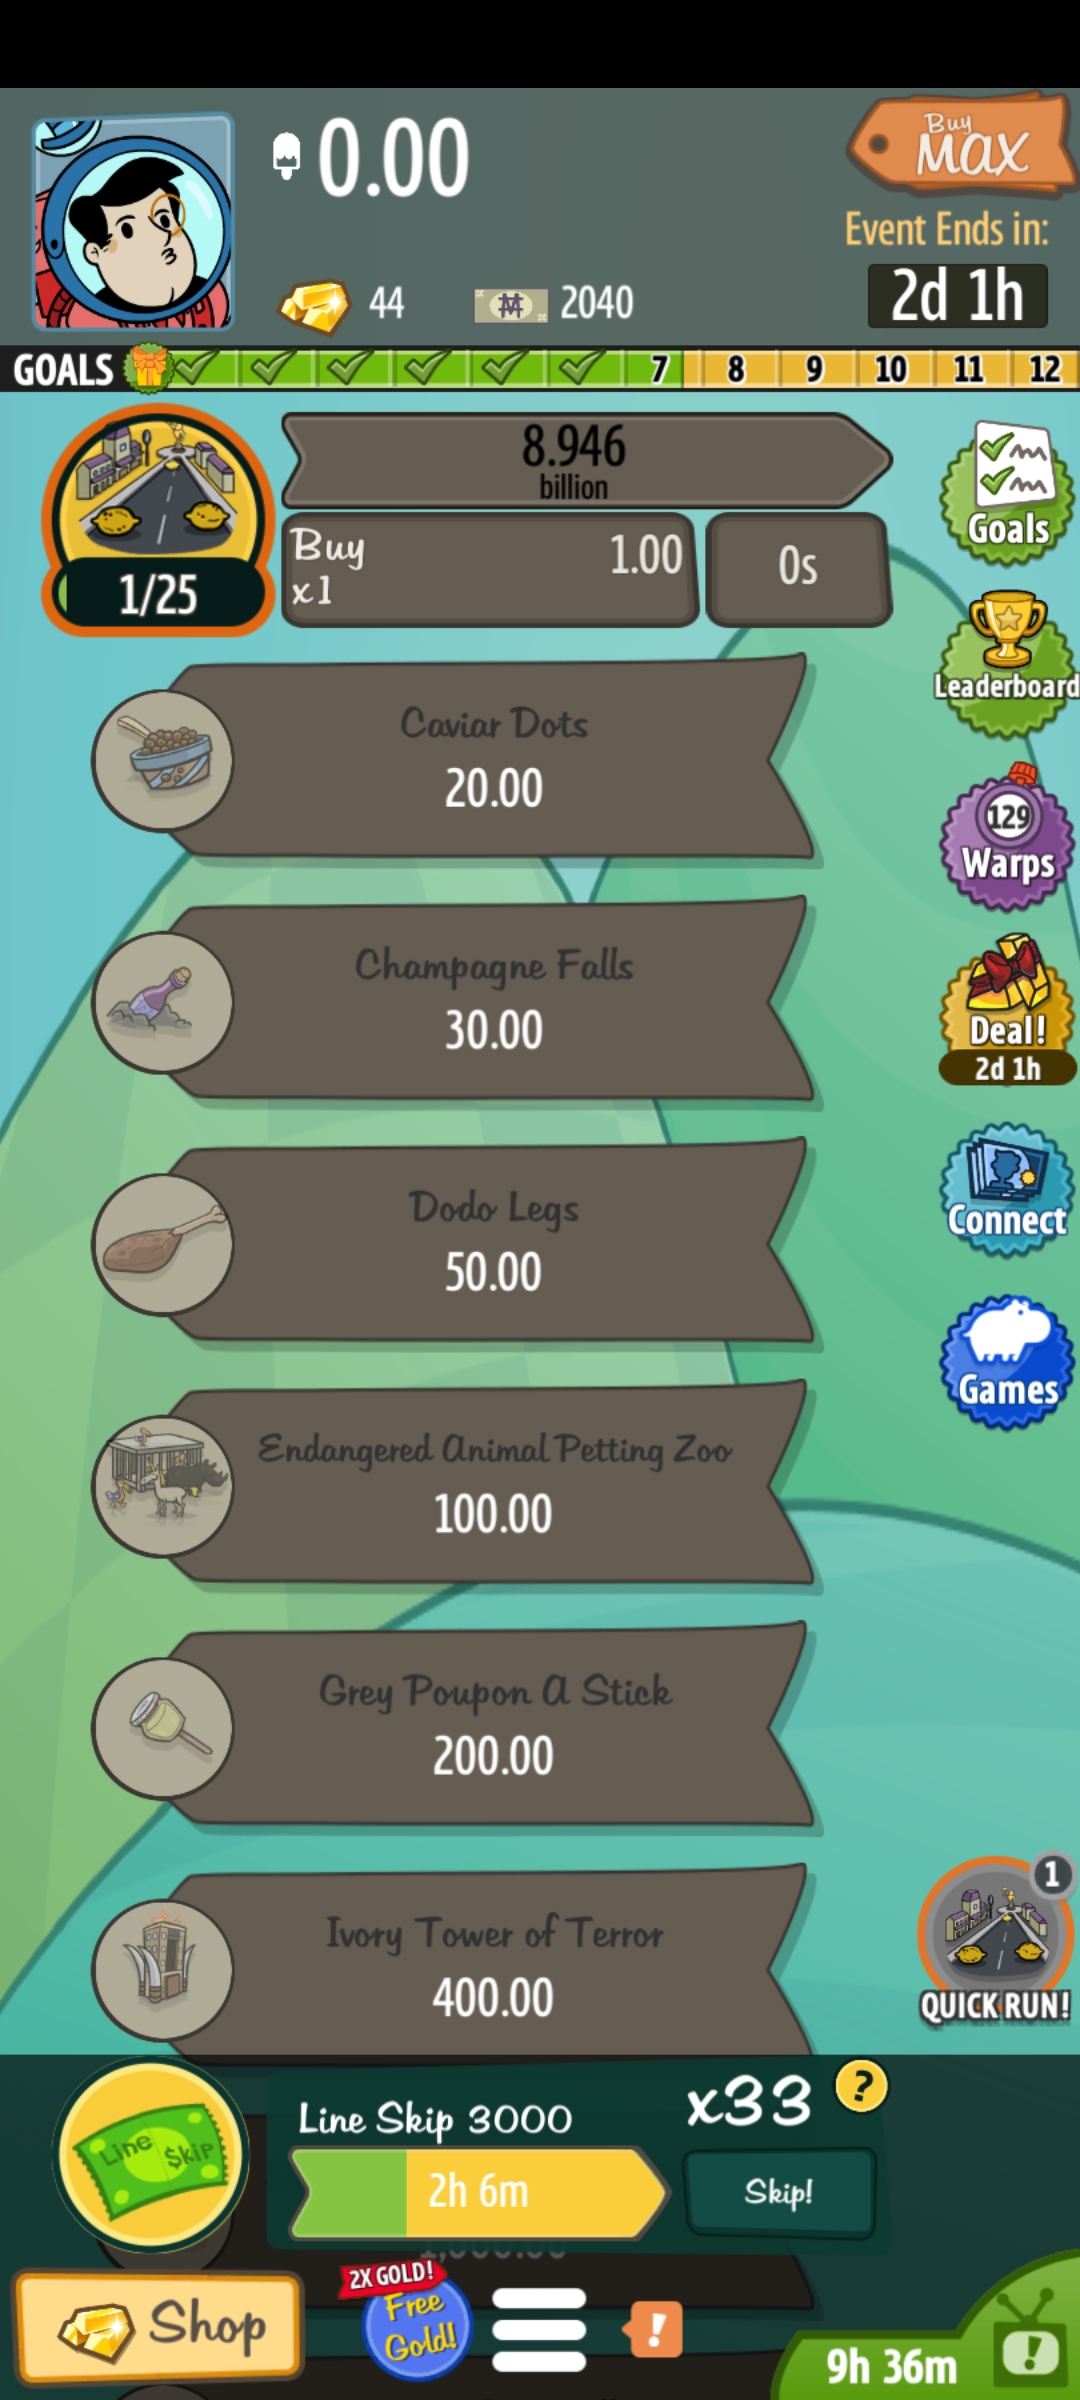 0.00
Buy
Max
Event Ends in:
44
2040
2d 1h
GOALS 7 8 9 10 11 12
8.946
billion
1/25
Buy
x1
1.00
0s
Goals
Leaderboard
Caviar Dots
20.00
129
Warps
Champagne Falls
30.00
Deal!
2d 1h
Dodo Legs
50.00
Connect
Games
Endangered Animal Petting Zoo
100.00
Grey Poupon A Stick
200.00
Ivory Tower of Terror
400.00
1
QUICK RUN!
Line Skip
Line Skip 3000
x33
?
2h 6m
Skip!
1,000.00
Shop
2X GOLD!
Free
Gold!
!
9h 36m
!